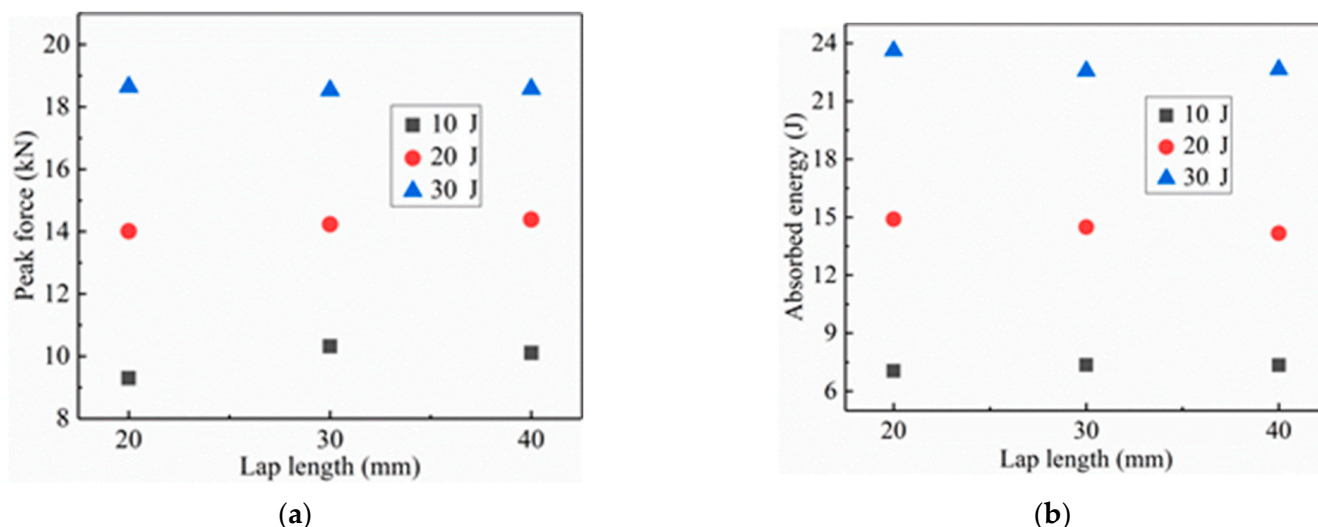 Peak force (kN)
20
18
16
14
12
10
8
10 J
20 J
30 J
20 30 40
Lap length (mm)
(a)
Absorbed energy (J)
24
21
18
15
12
9
6
10 J
20 J
30 J
20 30 40
Lap length (mm)
(b)